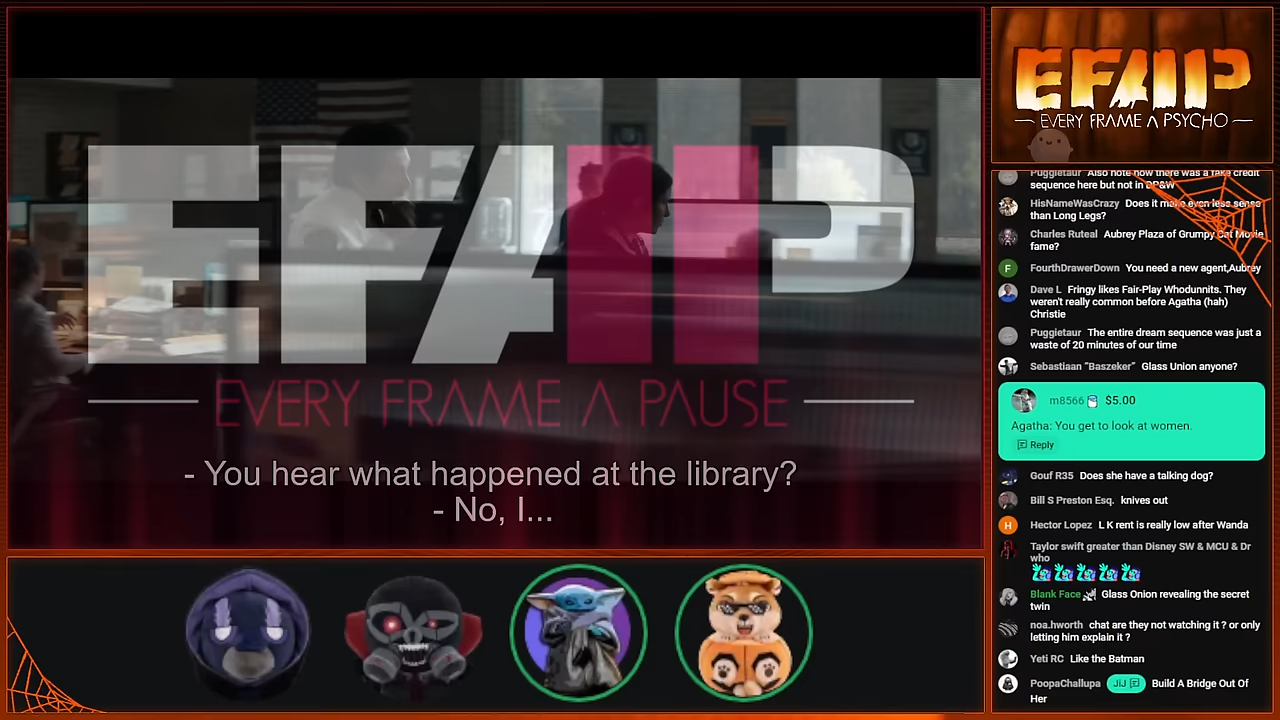 EFAP
EVERY FRAME A PAUSE
- You hear what happened at the library?
- No, I...
EFAP
EVERY FRAME A PSYCHO
Puggletaur Also note how there was a fake credit
sequence here but not in DP&W
HisNameWasCrazy Does it make even less sense
than Long Legs?
Charles Ruteal Aubrey Plaza of Grumpy Cat Movie
fame?
F
FourthDrawerDown You need a new agent,Aubrey
Dave L Fringy likes Fair-Play Whodunnits. They
weren't really common before Agatha (hah)
Christie
Puggietaur The entire dream sequence was just a
waste of 20 minutes of our time
Sebastiaan "Baszeker" Glass Union anyone?
m8566 $5.00
Agatha: You get to look at women.
Reply
Gouf R35 Does she have a talking dog?
Bill S Preston Esq. knives out
H
Hector Lopez L K rent is really low after Wanda
Taylor swift greater than Disney SW & MCU & Dr
who
Blank Face Glass Onion revealing the secret
twin
noa.hworth chat are they not watching it ? or only
letting him explain it ?
Yeti RC Like the Batman
PoopaChallupa JiJ Build A Bridge Out Of
Her